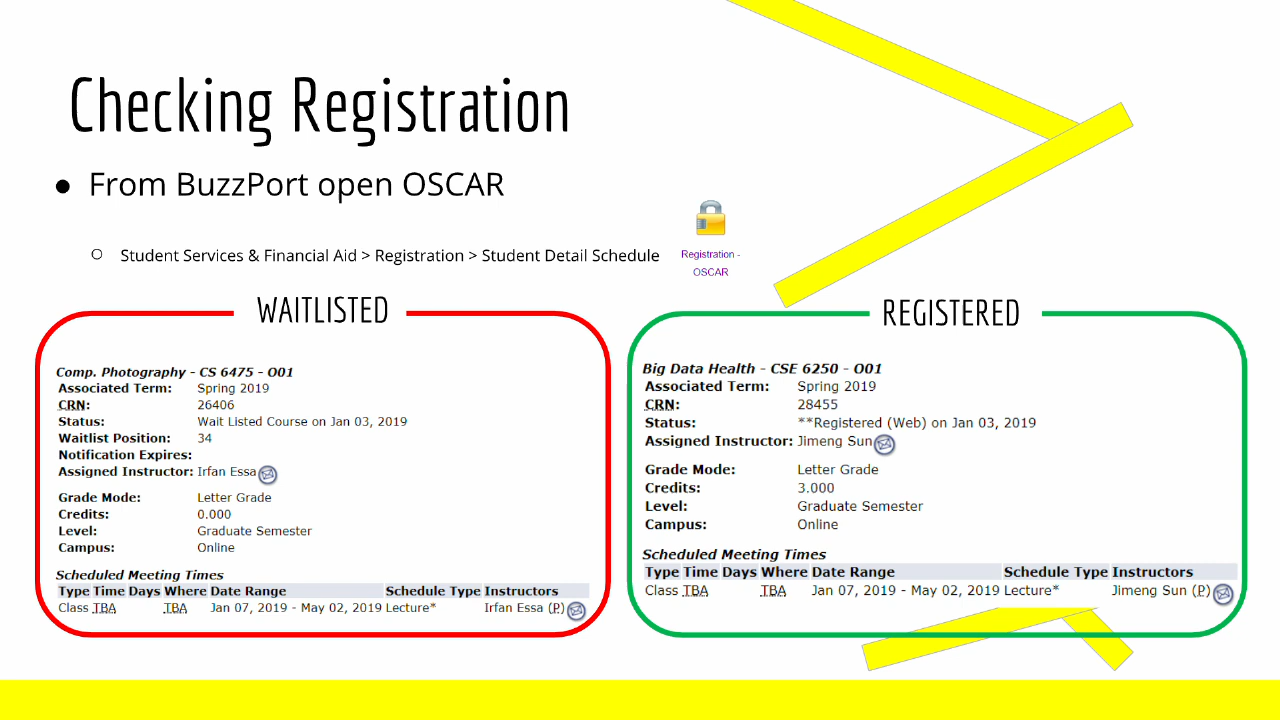 Checking Registration
● From BuzzPort open OSCAR
○ Student Services & Financial Aid > Registration > Student Detail Schedule
Registration -
OSCAR
WAITLISTED
Comp. Photography - CS 6475 - O01
Associated Term: Spring 2019
CRN: 26406
Status: Wait Listed Course on Jan 03, 2019
Waitlist Position: 34
Notification Expires:
Assigned Instructor: Irfan Essa
Grade Mode: Letter Grade
Credits: 0.000
Level: Graduate Semester
Campus: Online
Scheduled Meeting Times
Type Time Days Where Date Range Schedule Type Instructors
Class TBA TBA Jan 07, 2019 - May 02, 2019 Lecture* Irfan Essa (P)
REGISTERED
Big Data Health - CSE 6250 - O01
Associated Term: Spring 2019
CRN: 28455
Status: **Registered (Web) on Jan 03, 2019
Assigned Instructor: Jimeng Sun
Grade Mode: Letter Grade
Credits: 3.000
Level: Graduate Semester
Campus: Online
Scheduled Meeting Times
Type Time Days Where Date Range Schedule Type Instructors
Class TBA TBA Jan 07, 2019 - May 02, 2019 Lecture* Jimeng Sun (P)